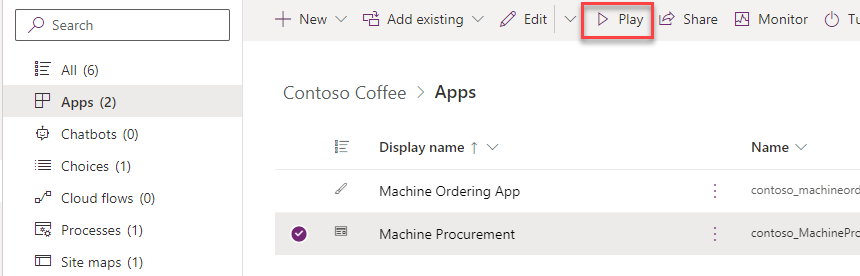 Search
New
Add existing
Edit
Play
Share
Monitor
All (6)
Apps (2)
Chatbots (0)
Choices (1)
Cloud flows (0)
Processes (1)
Site maps (1)
Contoso Coffee > Apps
Display name ↑
Name
Machine Ordering App
contoso_machineord
Machine Procurement
contoso_MachinePro